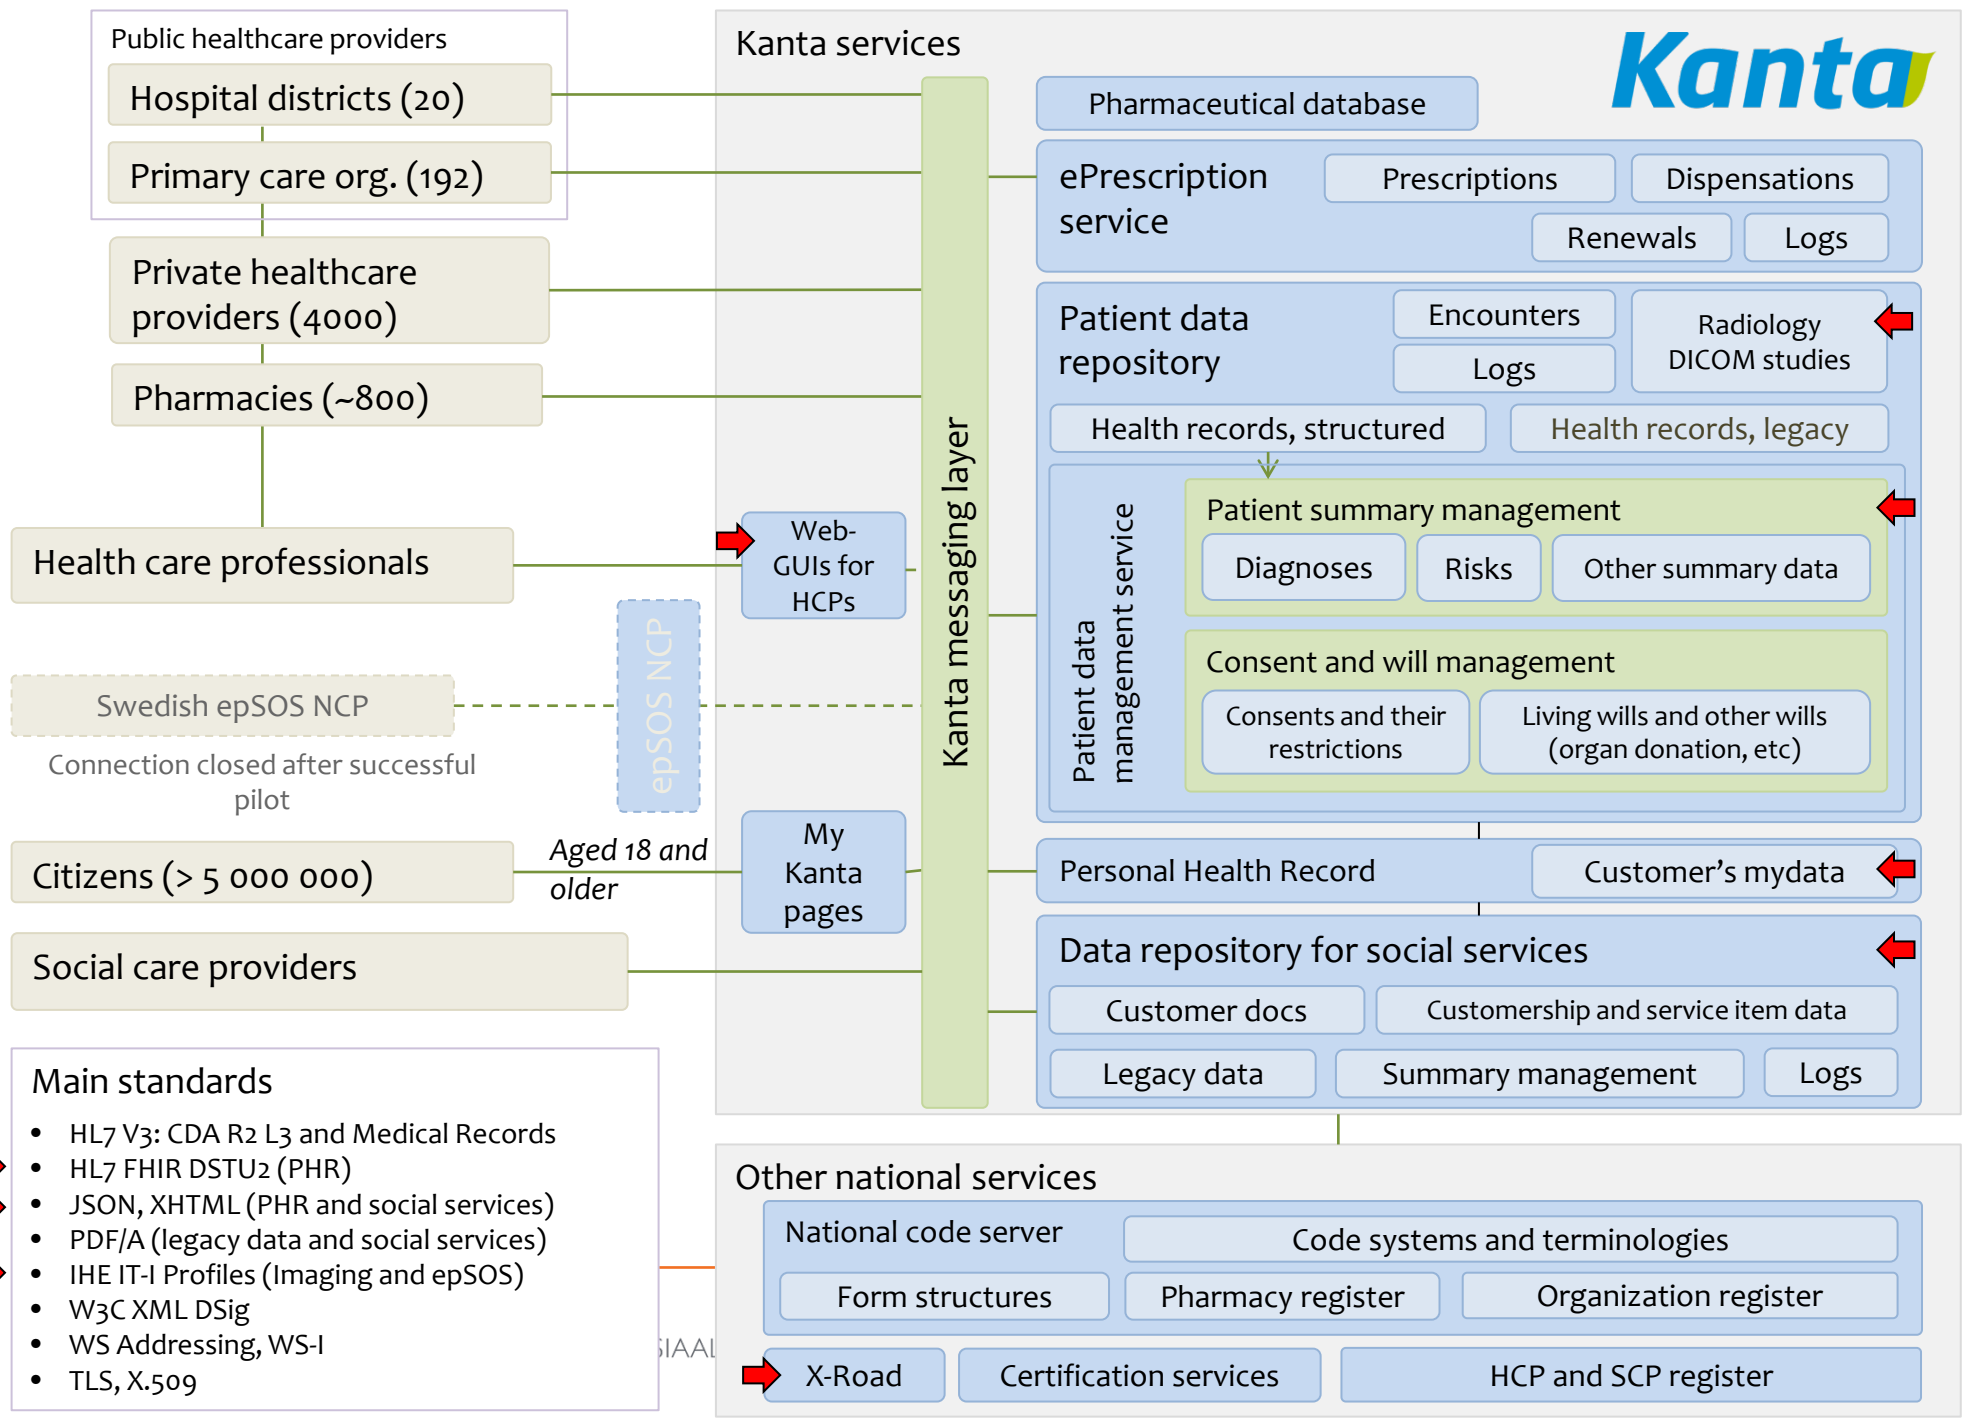 Public healthcare providers
Hospital districts (20)
Primary care org. (192)
Private healthcare
providers (4000)
Pharmacies (~800)
Health care professionals
Swedish epSOS NCP
Connection closed after successful
pilot
epSOS NCP
Citizens (> 5 000 000)
Aged 18 and
older
Social care providers
Kanta services
Kanta
Kanta messaging layer
Web-
GUIs for
HCPs
My
Kanta
pages
Pharmaceutical database
ePrescription
service
Prescriptions
Dispensations
Renewals
Logs
Patient data
repository
Encounters
Logs
Radiology
DICOM studies
Health records, structured
Health records, legacy
Patient data
management service
Patient summary management
Diagnoses
Risks
Other summary data
Consent and will management
Consents and their
restrictions
Living wills and other wills
(organ donation, etc)
Personal Health Record
Customer's mydata
Data repository for social services
Customer docs
Customership and service item data
Legacy data
Summary management
Logs
Main standards
• HL7 V3: CDA R2 L3 and Medical Records
• HL7 FHIR DSTU2 (PHR)
• JSON, XHTML (PHR and social services)
• PDF/A (legacy data and social services)
• IHE IT-I Profiles (Imaging and epSOS)
• W3C XML DSig
• WS Addressing, WS-I
• TLS, X.509
Other national services
National code server
Code systems and terminologies
Form structures
Pharmacy register
Organization register
X-Road
Certification services
HCP and SCP register